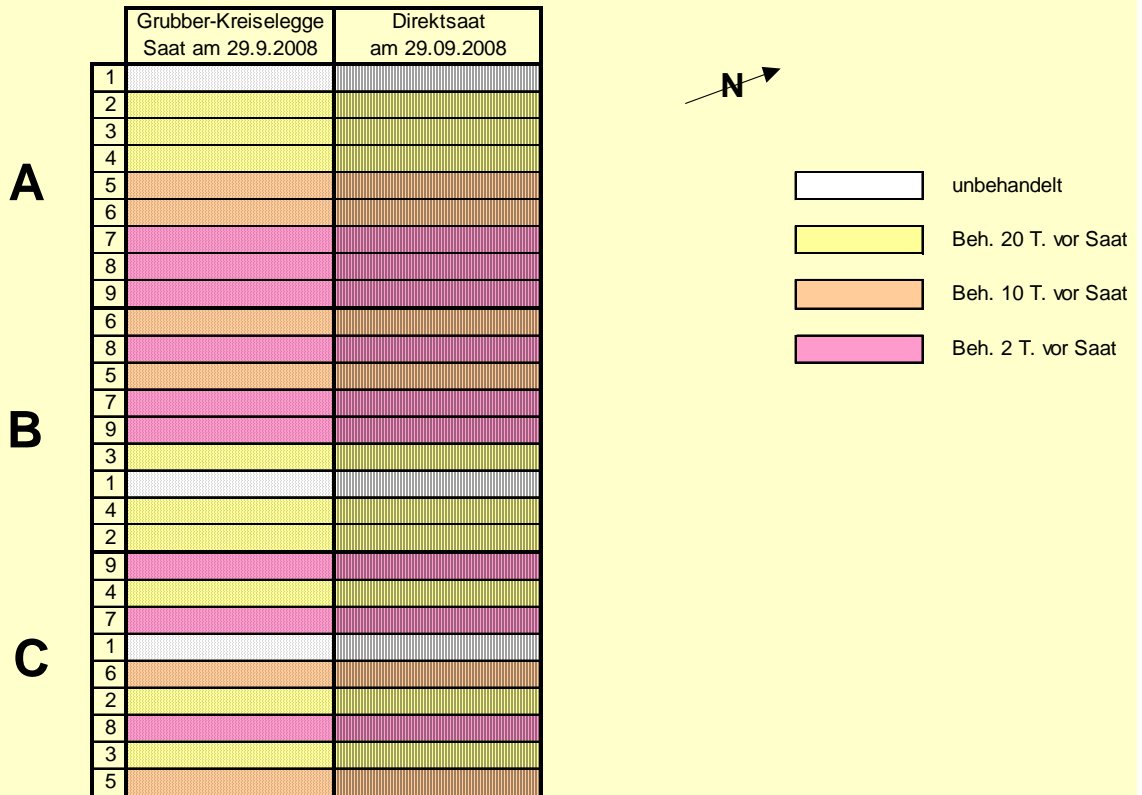 Grubber-Kreiselegge Direktsaat
Saat am 29.9.2008 am 29.09.2008
N
A
1
2
3
4
5
6
7
8
9
B
6
8
5
7
9
3
1
4
2
C
9
4
7
1
6
2
8
3
5
unbehandelt
Beh. 20 T. vor Saat
Beh. 10 T. vor Saat
Beh. 2 T. vor Saat